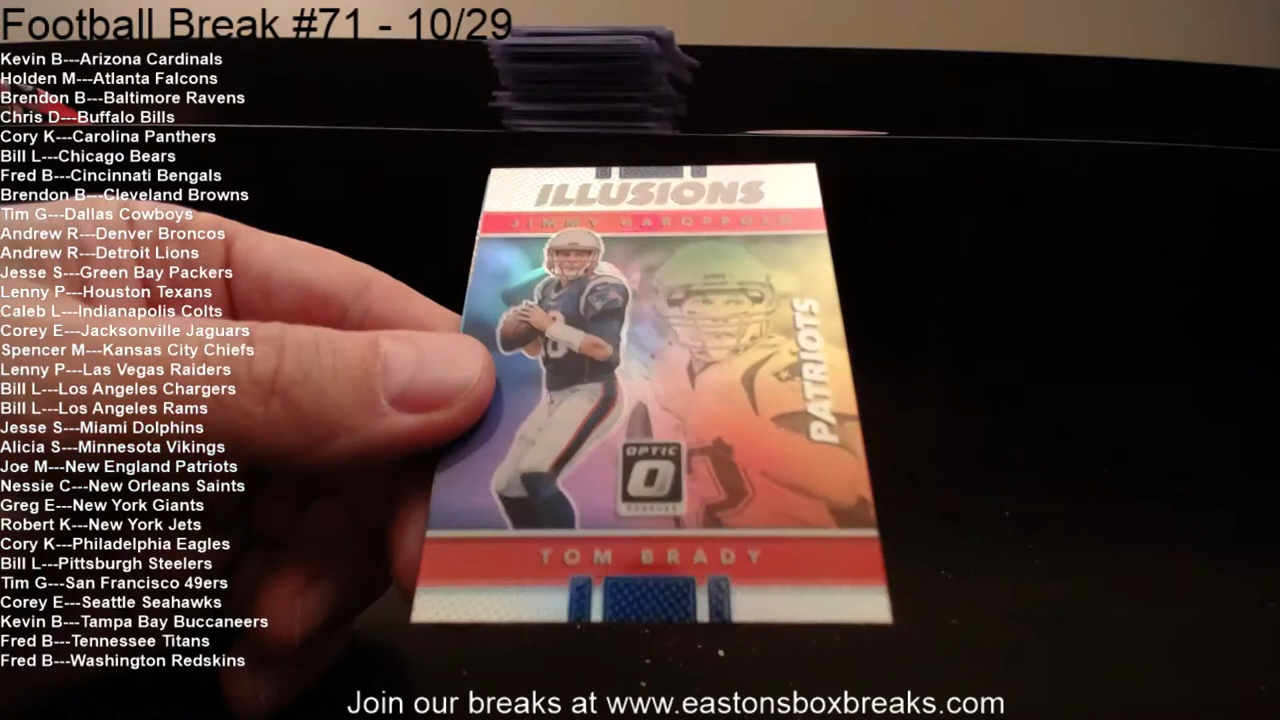 Football Break #71 - 10/29
Kevin B---Arizona Cardinals
Holden M---Atlanta Falcons
Brendon B---Baltimore Ravens
Chris D---Buffalo Bills
Cory K---Carolina Panthers
Bill L---Chicago Bears
Fred B---Cincinnati Bengals
Brendon B---Cleveland Browns
Tim G---Dallas Cowboys
Andrew R---Denver Broncos
Andrew R---Detroit Lions
Jesse S---Green Bay Packers
Lenny P---Houston Texans
Caleb L---Indianapolis Colts
Corey E---Jacksonville Jaguars
Spencer M---Kansas City Chiefs
Lenny P---Las Vegas Raiders
Bill L---Los Angeles Chargers
Bill L---Los Angeles Rams
Jesse S---Miami Dolphins
Alicia S---Minnesota Vikings
Joe M---New England Patriots
Nessie C---New Orleans Saints
Greg E---New York Giants
Robert K---New York Jets
Cory K---Philadelphia Eagles
Bill L---Pittsburgh Steelers
Tim G---San Francisco 49ers
Corey E---Seattle Seahawks
Kevin B---Tampa Bay Buccaneers
Fred B---Tennessee Titans
Fred B---Washington Redskins
ILLUSIONS
JIMMY GAROPPOLO
PATRIOTS
OPTIC
TOM BRADY
Join our breaks at www.eastonsboxbreaks.com